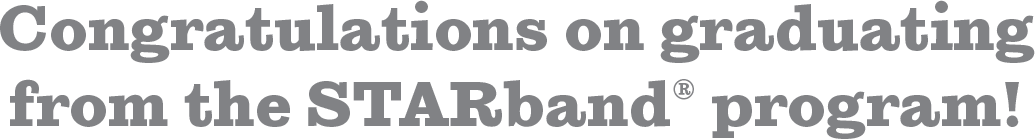 Congratulations on graduating
from the STARband® program!